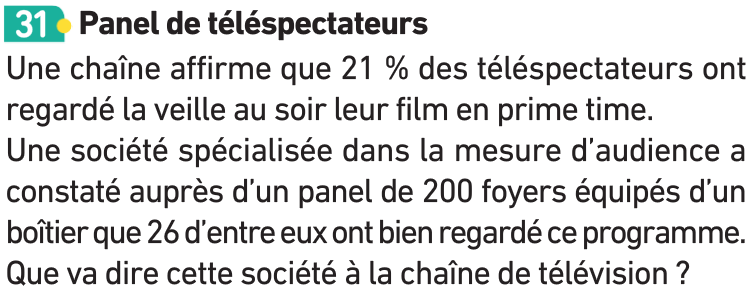 31 Panel de téléspectateurs
Une chaîne affirme que 21 % des téléspectateurs ont
regardé la veille au soir leur film en prime time.
Une société spécialisée dans la mesure d’audience a
constaté auprès d’un panel de 200 foyers équipés d’un
boîtier que 26 d’entre eux ont bien regardé ce programme.
Que va dire cette société à la chaîne de télévision ?